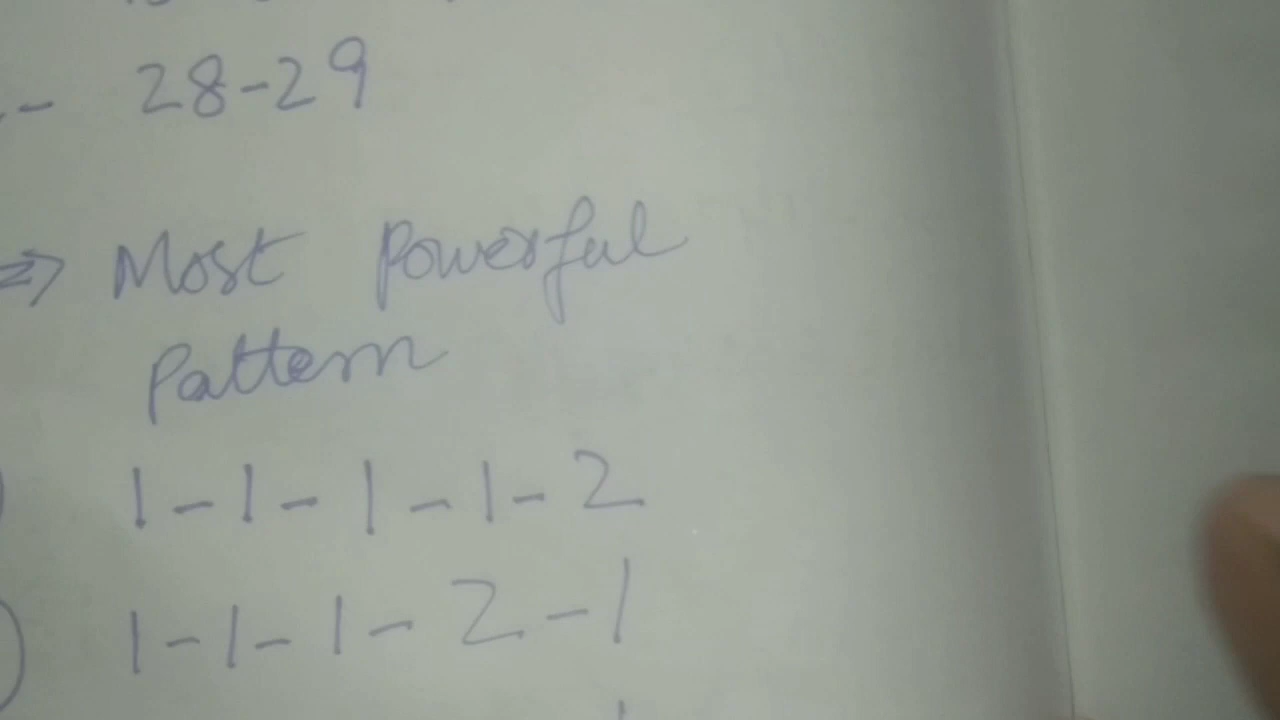 - 28-29
⇒ Most Powerful
Pattern
1-1-1-1-2
1-1-1-2-1